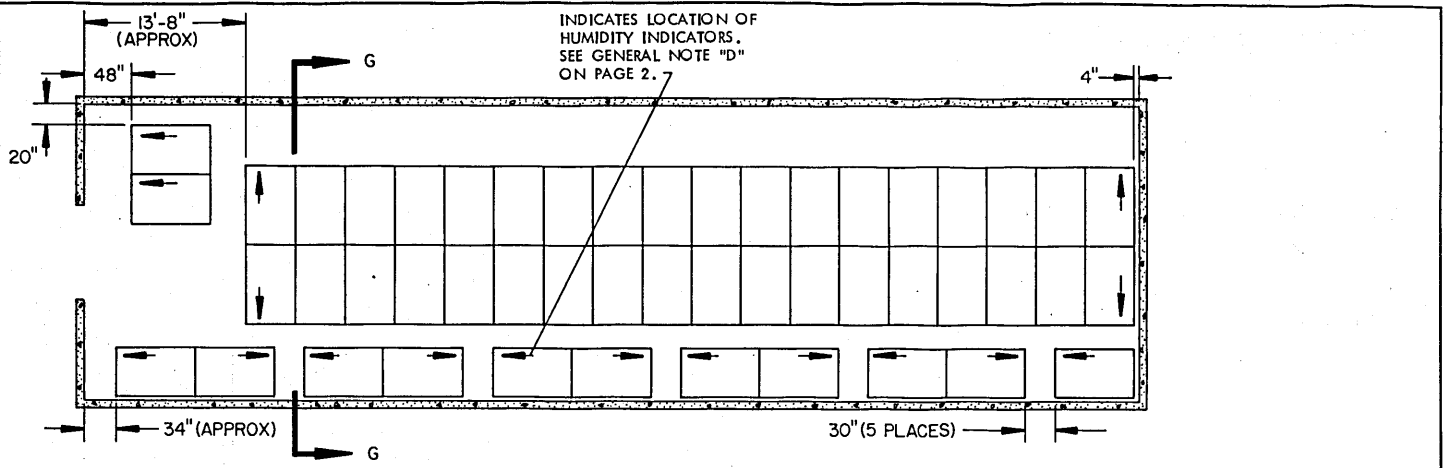 13'-8"
(APPROX)
INDICATES LOCATION OF
HUMIDITY INDICATORS.
SEE GENERAL NOTE "D"
ON PAGE 2.
G
48"
4"
20"
34" (APPROX)
30" (5 PLACES)
G